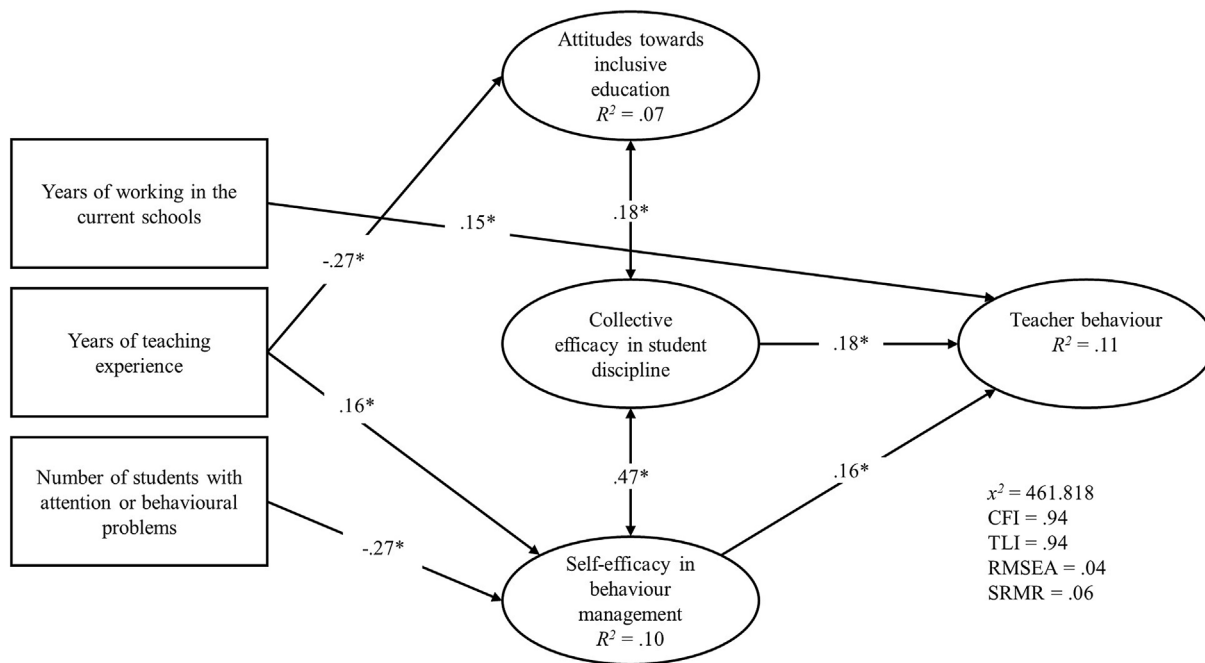 Attitudes towards
inclusive
education
R² = .07
Years of working in the
current schools
.15*
.18*
-.27*
Years of teaching
experience
Collective
efficacy in student
discipline
.18*
Teacher behaviour
R² = .11
.16*
Number of students with
attention or behavioural
problems
-.27*
.47*
.16*
Self-efficacy in
behaviour
management
R² = .10
x² = 461.818
CFI = .94
TLI = .94
RMSEA = .04
SRMR = .06